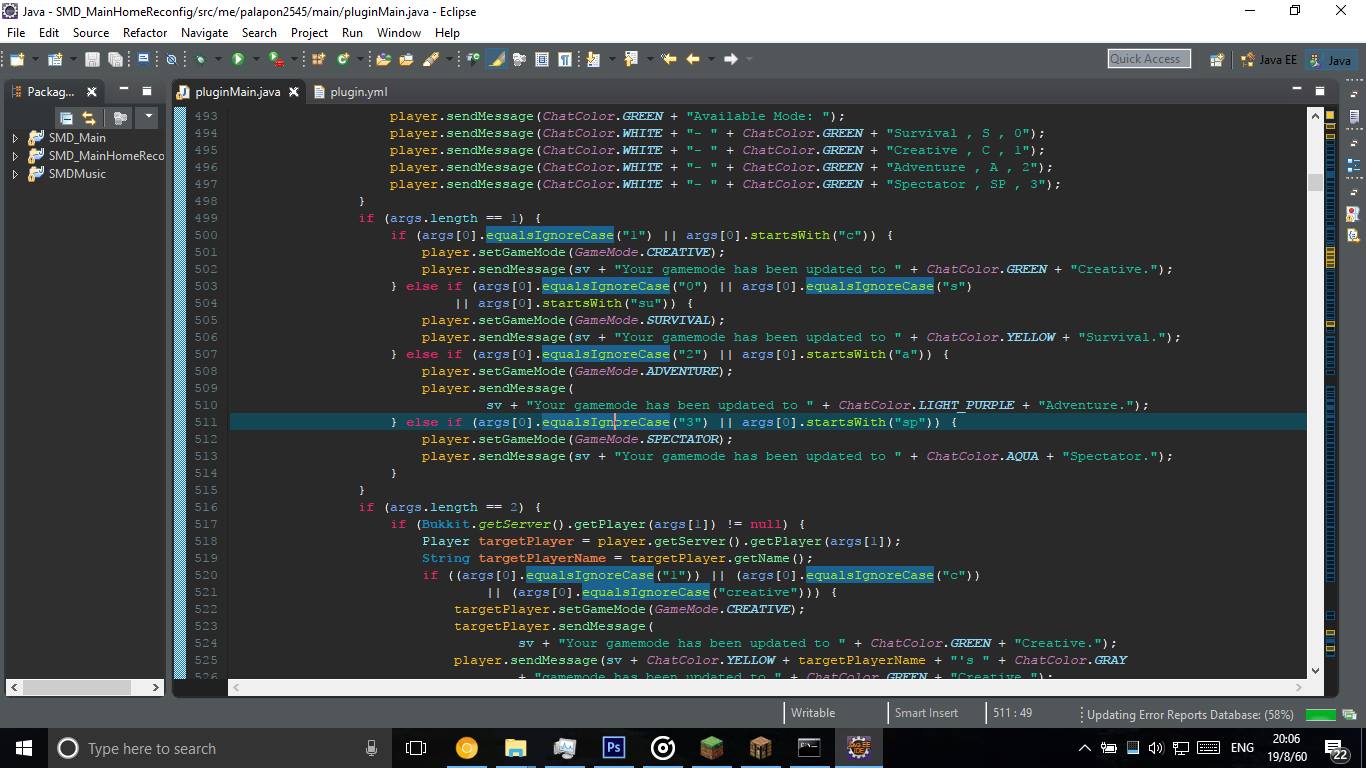 Java - SMD_MainHomeReconfig/src/me/palapon2545/main/pluginMain.java - Eclipse
File Edit Source Refactor Navigate Search Project Run Window Help
Quick Access Java EE Java
Packag... pluginMain.java plugin.yml
SMD_Main
SMD_MainHomeReco
SMDMusic
493 player.sendMessage(ChatColor.GREEN + "Available Mode: ");
494 player.sendMessage(ChatColor.WHITE + "- " + ChatColor.GREEN + "Survival , S , 0");
495 player.sendMessage(ChatColor.WHITE + "- " + ChatColor.GREEN + "Creative , C , 1");
496 player.sendMessage(ChatColor.WHITE + "- " + ChatColor.GREEN + "Adventure , A , 2");
497 player.sendMessage(ChatColor.WHITE + "- " + ChatColor.GREEN + "Spectator , SP , 3");
498 }
499 if (args.length == 1) {
500 if (args[0].equalsIgnoreCase("1") || args[0].startsWith("c")) {
501 player.setGameMode(GameMode.CREATIVE);
502 player.sendMessage(sv + "Your gamemode has been updated to " + ChatColor.GREEN + "Creative.");
503 } else if (args[0].equalsIgnoreCase("0") || args[0].equalsIgnoreCase("s")
504 || args[0].startsWith("su")) {
505 player.setGameMode(GameMode.SURVIVAL);
506 player.sendMessage(sv + "Your gamemode has been updated to " + ChatColor.YELLOW + "Survival.");
507 } else if (args[0].equalsIgnoreCase("2") || args[0].startsWith("a")) {
508 player.setGameMode(GameMode.ADVENTURE);
509 player.sendMessage(
510 sv + "Your gamemode has been updated to " + ChatColor.LIGHT_PURPLE + "Adventure.");
511 } else if (args[0].equalsIgnoreCase("3") || args[0].startsWith("sp")) {
512 player.setGameMode(GameMode.SPECTATOR);
513 player.sendMessage(sv + "Your gamemode has been updated to " + ChatColor.AQUA + "Spectator.");
514 }
515 }
516 if (args.length == 2) {
517 if (Bukkit.getServer().getPlayer(args[1]) != null) {
518 Player targetPlayer = player.getServer().getPlayer(args[1]);
519 String targetPlayerName = targetPlayer.getName();
520 if ((args[0].equalsIgnoreCase("1")) || (args[0].equalsIgnoreCase("c"))
521 || (args[0].equalsIgnoreCase("creative"))) {
522 targetPlayer.setGameMode(GameMode.CREATIVE);
523 targetPlayer.sendMessage(
524 sv + "Your gamemode has been updated to " + ChatColor.GREEN + "Creative.");
525 player.sendMessage(sv + ChatColor.YELLOW + targetPlayerName + "'s " + ChatColor.GRAY
526 + "gamemode has been updated to " + ChatColor.GREEN + "Creative.");
Writable Smart Insert 511 : 49 Updating Error Reports Database: (58%)
Type here to search Ps ENG 20:06
19/8/60 22